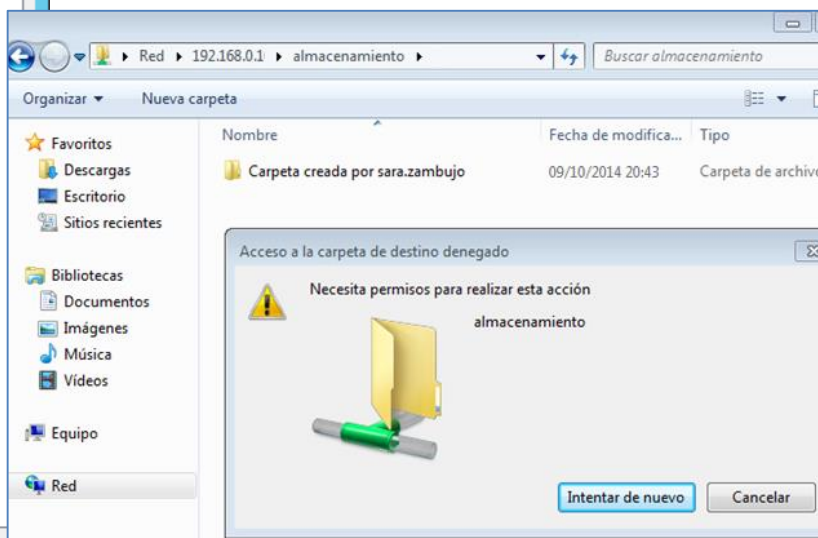 Red ▸ 192.168.0.1 ▸ almacenamiento ▸
Buscar almacenamiento
Organizar ▾ Nueva carpeta
Nombre Fecha de modifica... Tipo
Favoritos
Descargas
Escritorio
Sitios recientes
Bibliotecas
Documentos
Imágenes
Música
Vídeos
Equipo
Red
Carpeta creada por sara.zambujo 09/10/2014 20:43 Carpeta de archivo
Acceso a la carpeta de destino denegado
Necesita permisos para realizar esta acción
almacenamiento
Intentar de nuevo Cancelar